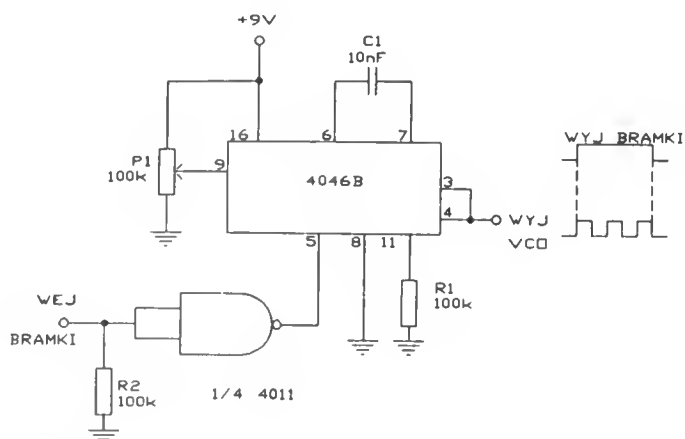 +9V
C1
10nF
16
6
7
WYJ BRAMKI
P1
100k
9
4046B
3
4
WYJ
VCO
5
8
11
WEJ
BRAMKI
R1
100k
R2
100k
1/4 4011